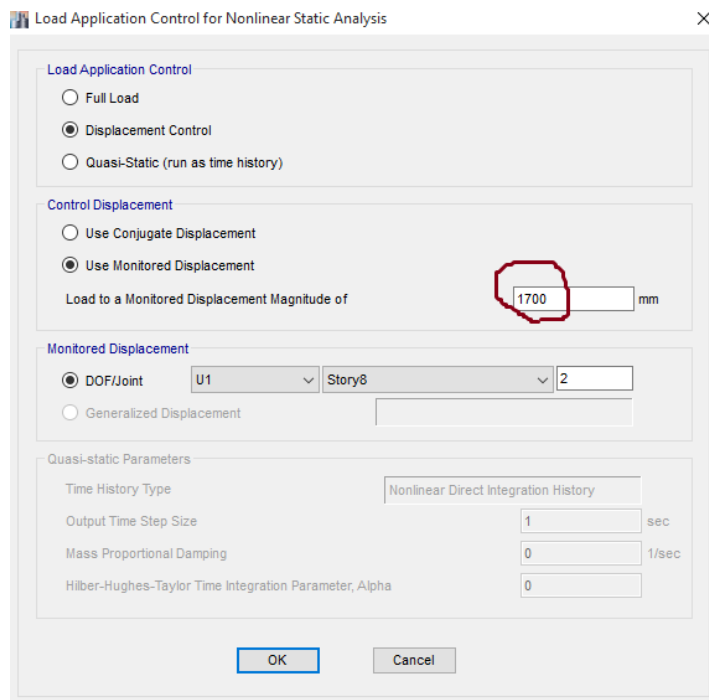 Load Application Control for Nonlinear Static Analysis
Load Application Control
Full Load
Displacement Control
Quasi-Static (run as time history)
Control Displacement
Use Conjugate Displacement
Use Monitored Displacement
Load to a Monitored Displacement Magnitude of 1700 mm
Monitored Displacement
DOF/Joint U1 Story8 2
Generalized Displacement
Quasi-static Parameters
Time History Type Nonlinear Direct Integration History
Output Time Step Size 1 sec
Mass Proportional Damping 0 1/sec
Hilber-Hughes-Taylor Time Integration Parameter, Alpha 0
OK Cancel